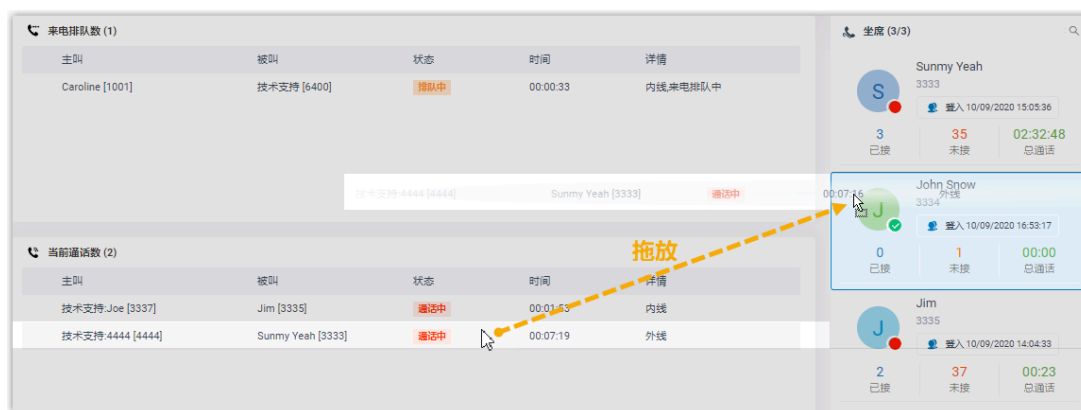 来电排队数 (1)
主叫 被叫 状态 时间 详情
Caroline [1001] 技术支持 [6400] 排队中 00:00:33 内线,来电排队中
技术支持:4444 [4444] Sunmy Yeah [3333] 通话中 00:07:16 外线
当前通话数 (2)
主叫 被叫 状态 时间 详情
技术支持:Joe [3337] Jim [3335] 通话中 00:01:53 内线
技术支持:4444 [4444] Sunmy Yeah [3333] 通话中 00:07:19 外线
拖放
坐席 (3/3)
S
Sunmy Yeah
3333
登入 10/09/2020 15:05:36
3 35 02:32:48
已接 未接 总通话
J
John Snow
3334
登入 10/09/2020 16:53:17
0 1 00:00
已接 未接 总通话
J
Jim
3335
登入 10/09/2020 14:04:33
2 37 00:23
已接 未接 总通话